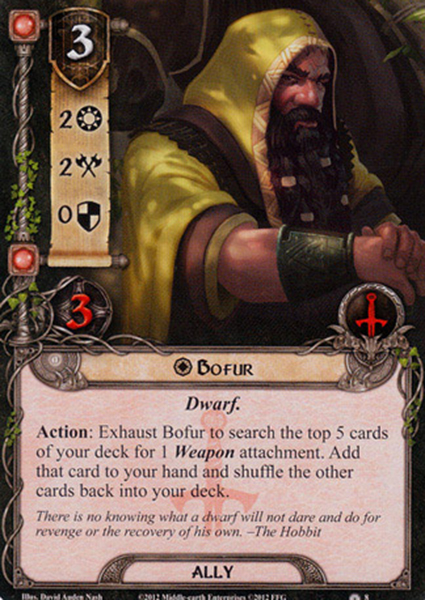 3
2
2
0
3
Bofur
Dwarf.
Action: Exhaust Bofur to search the top 5 cards
of your deck for 1 Weapon attachment. Add
that card to your hand and shuffle the other
cards back into your deck.
There is no knowing what a dwarf will not dare and do for
revenge or the recovery of his own. –The Hobbit
ALLY
Illus. David Auden Nash
©2012 Middle-earth Enterprises ©2012 FFG
8